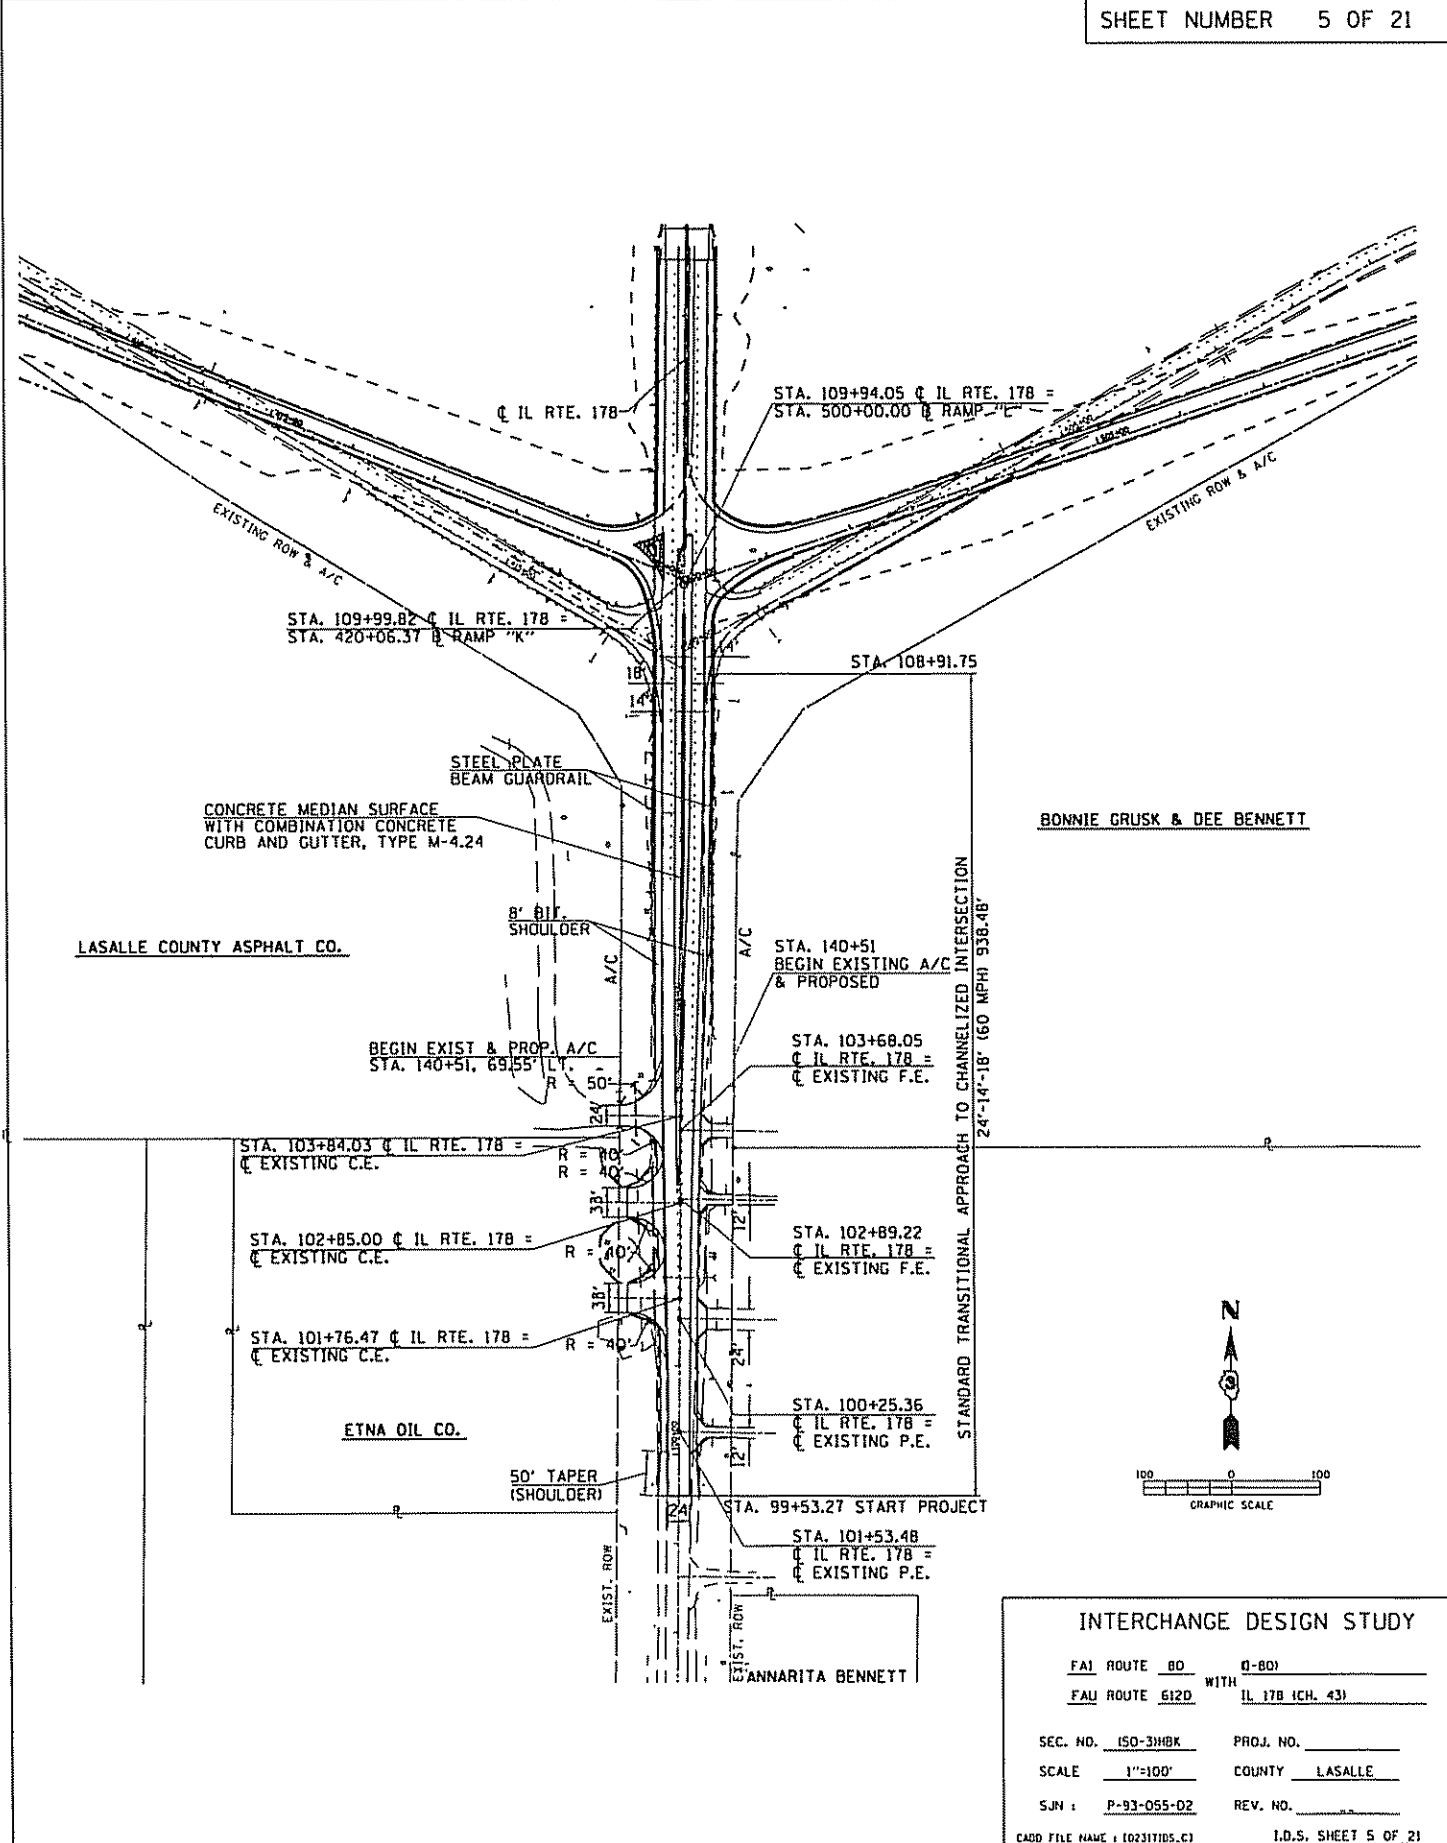 SHEET NUMBER 5 OF 21
℄ IL RTE. 178
STA. 109+94.05 ℄ IL RTE. 178 =
STA. 500+00.00 ℄ RAMP "L"
EXISTING ROW & A/C
EXISTING ROW & A/C
STA. 109+99.82 ℄ IL RTE. 178 =
STA. 420+06.37 ℄ RAMP "K"
STA. 108+91.75
18'
14'
14'
STEEL PLATE
BEAM GUARDRAIL
CONCRETE MEDIAN SURFACE
WITH COMBINATION CONCRETE
CURB AND GUTTER, TYPE M-4.24
BONNIE GRUSK & DEE BENNETT
8' BIT.
SHOULDER
LASALLE COUNTY ASPHALT CO.
A/C
A/C
STA. 140+51
BEGIN EXISTING A/C
& PROPOSED
STANDARD TRANSITIONAL APPROACH TO CHANNELIZED INTERSECTION
24'-14'-18' (60 MPH) 938.48'
BEGIN EXIST & PROP. A/C
STA. 140+51, 69.55' LT.
R = 50'
24'
STA. 103+68.05
℄ IL RTE. 178 =
℄ EXISTING F.E.
STA. 103+84.03 ℄ IL RTE. 178 =
℄ EXISTING C.E.
R = 40'
R = 40'
33'
12'
STA. 102+85.00 ℄ IL RTE. 178 =
℄ EXISTING C.E.
R = 40'
STA. 102+89.22
℄ IL RTE. 178 =
℄ EXISTING F.E.
38'
STA. 101+76.47 ℄ IL RTE. 178 =
℄ EXISTING C.E.
R = 40'
24'
STA. 100+25.36
℄ IL RTE. 178 =
℄ EXISTING P.E.
ETNA OIL CO.
12'
50' TAPER
(SHOULDER)
24
STA. 99+53.27 START PROJECT
STA. 101+53.48
℄ IL RTE. 178 =
℄ EXISTING P.E.
EXIST. ROW
EXIST. ROW
ANNARITA BENNETT
N
100 0 100
GRAPHIC SCALE
INTERCHANGE DESIGN STUDY
FAI ROUTE 80 WITH (I-80)
FAU ROUTE 6120 IL 178 (CH. 43)
SEC. NO. (50-3)HBK PROJ. NO.
SCALE 1"=100' COUNTY LASALLE
SJN : P-93-055-02 REV. NO.
CADD FILE NAME : I0231TIDS.C]
I.D.S. SHEET 5 OF 21